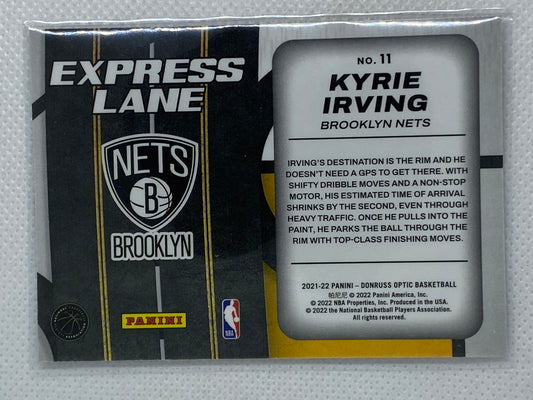 EXPRESS
LANE
NETS
B
BROOKLYN
PANINI
NBA
NO. 11
KYRIE
IRVING
BROOKLYN NETS
IRVING'S DESTINATION IS THE RIM AND HE
DOESN'T NEED A GPS TO GET THERE. WITH
SHIFTY DRIBBLE MOVES AND A NON-STOP
MOTOR, HIS ESTIMATED TIME OF ARRIVAL
SHRINKS BY THE SECOND, EVEN THROUGH
HEAVY TRAFFIC. ONCE HE PULLS INTO THE
PAINT, HE PARKS THE BALL THROUGH THE
RIM WITH TOP-CLASS FINISHING MOVES.
2021-22 PANINI – DONRUSS OPTIC BASKETBALL
帕尼尼 © 2022 Panini America, Inc.
© 2022 NBA Properties, Inc. Produced in the USA.
© 2022 the National Basketball Players Association.
All rights reserved.